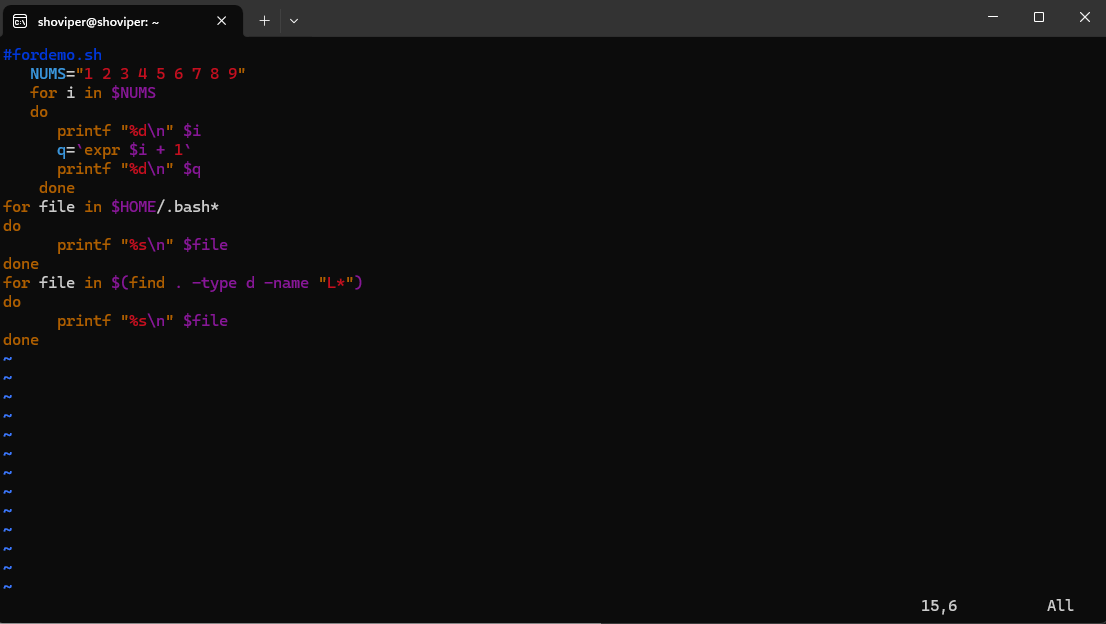 shoviper@shoviper: ~
#fordemo.sh
   NUMS="1 2 3 4 5 6 7 8 9"
   for i in $NUMS
   do
      printf "%d\n" $i
      q=`expr $i + 1`
      printf "%d\n" $q
    done
for file in $HOME/.bash*
do
      printf "%s\n" $file
done
for file in $(find . -type d -name "L*")
do
      printf "%s\n" $file
done
~
~
~
~
~
~
~
~
~
~
~
~
~
15,6 All